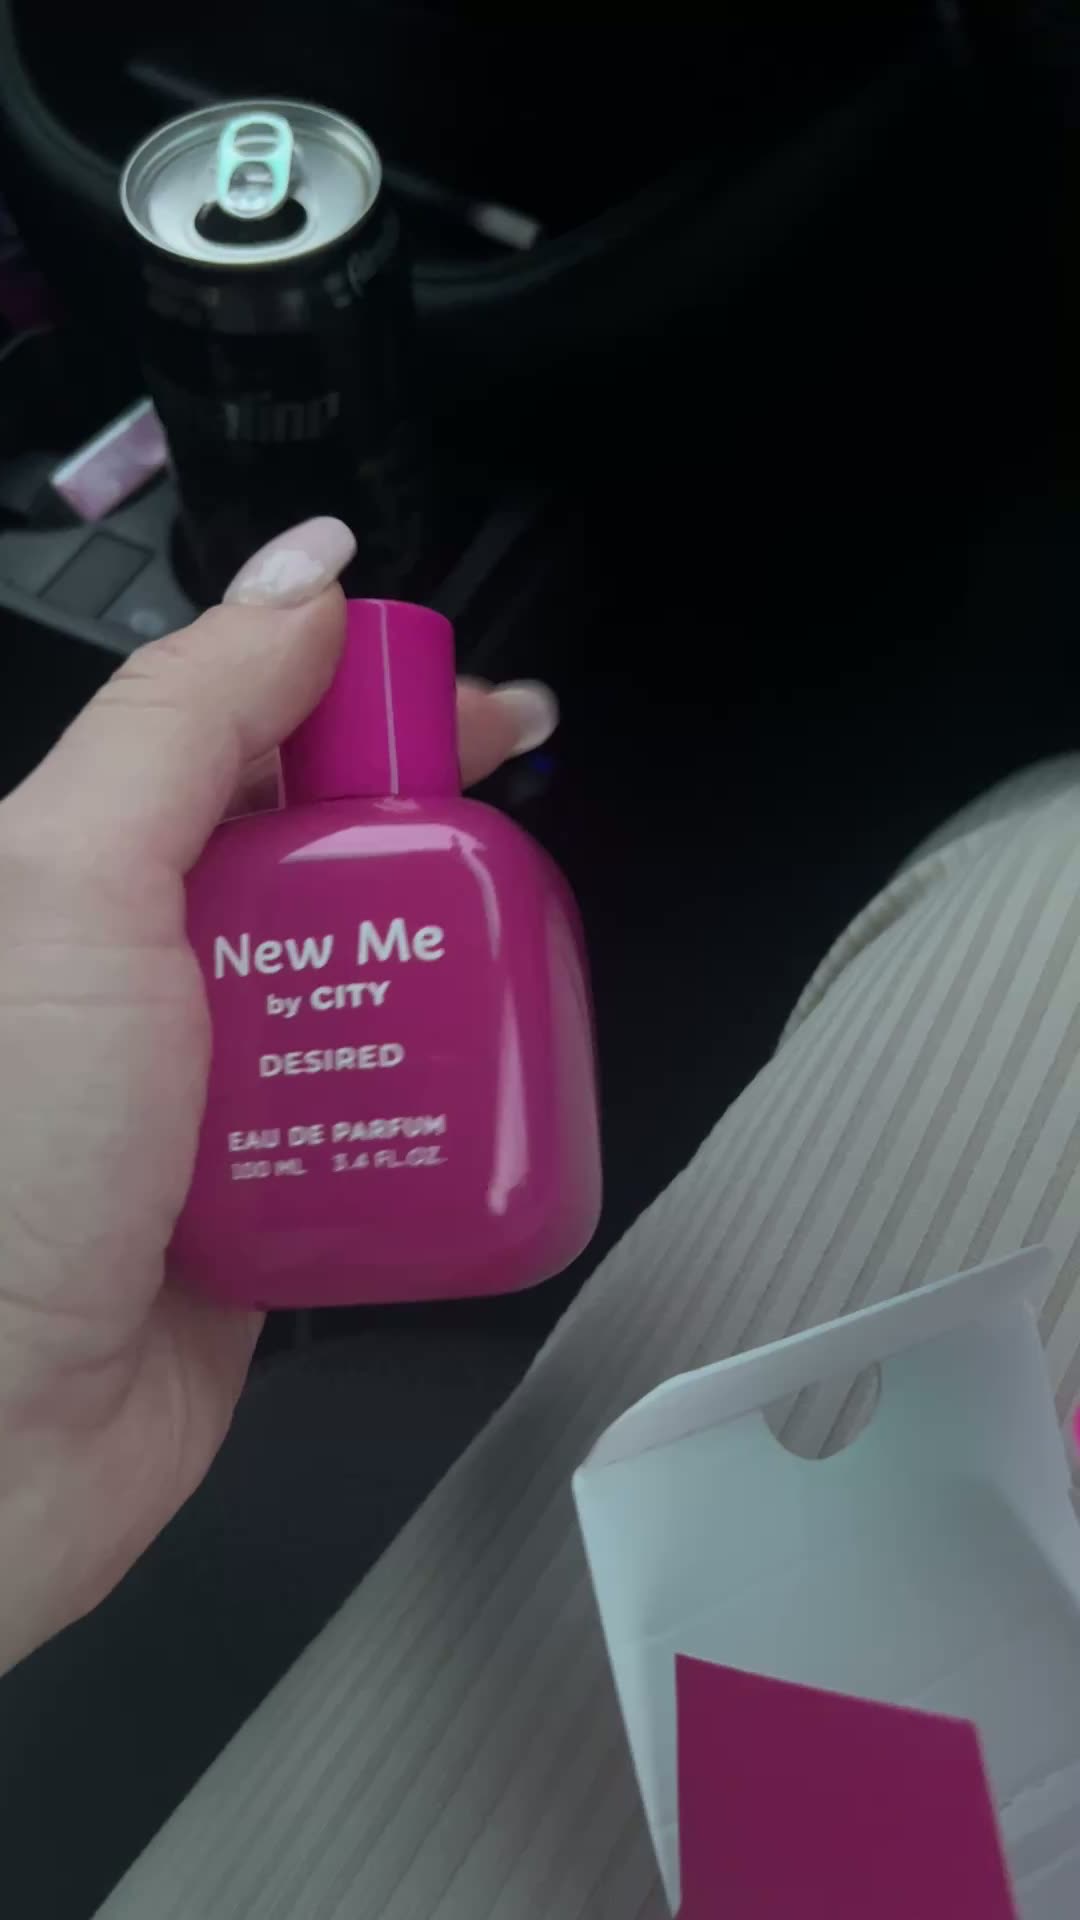 New Me
by CITY
DESIRED
EAU DE PARFUM
100 ML 3.4 FL.OZ.